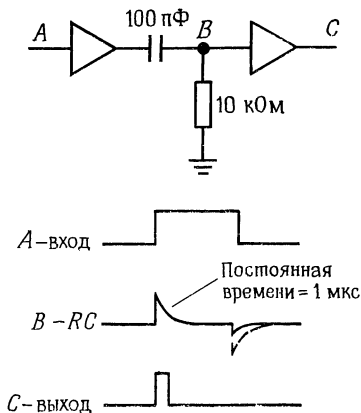 A
100 пФ
B
C
10 кОм
A–вход
Постоянная
времени = 1 мкс
B – RC
C–выход